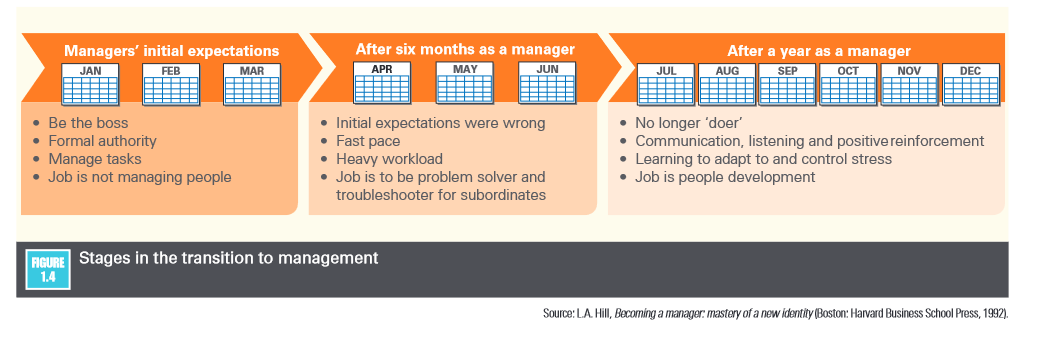 Managers' initial expectations
JAN FEB MAR
• Be the boss
• Formal authority
• Manage tasks
• Job is not managing people
After six months as a manager
APR MAY JUN
• Initial expectations were wrong
• Fast pace
• Heavy workload
• Job is to be problem solver and
troubleshooter for subordinates
After a year as a manager
JUL AUG SEP OCT NOV DEC
• No longer ‘doer’
• Communication, listening and positive reinforcement
• Learning to adapt to and control stress
• Job is people development
FIGURE
1.4
Stages in the transition to management
Source: L.A. Hill, Becoming a manager: mastery of a new identity (Boston: Harvard Business School Press, 1992).